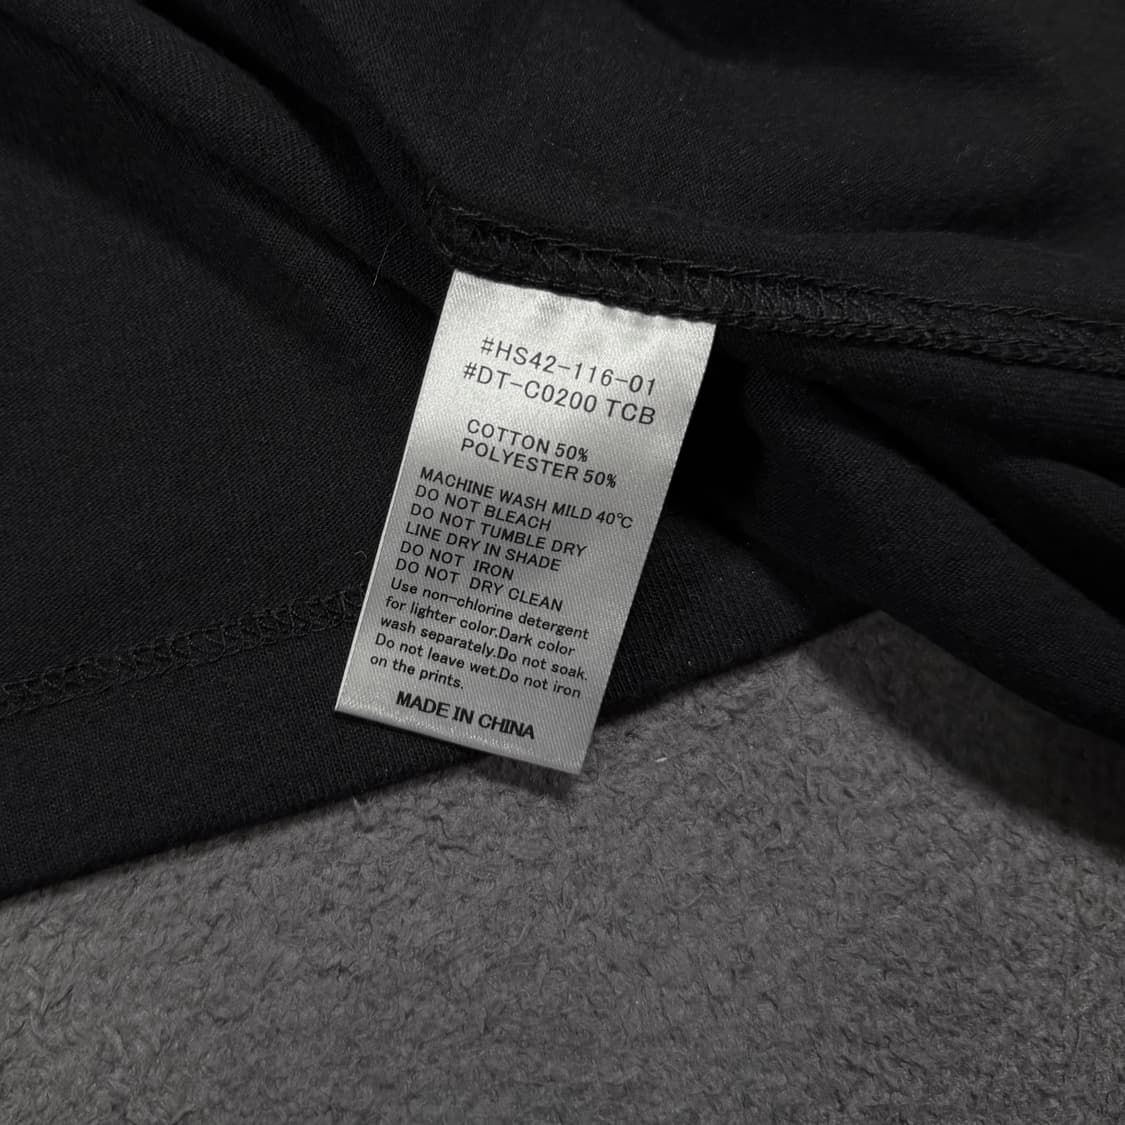 #HS42-116-01
#DT-C0200 TCB
COTTON 50%
POLYESTER 50%
MACHINE WASH MILD 40℃
DO NOT BLEACH
DO NOT TUMBLE DRY
LINE DRY IN SHADE
DO NOT IRON
DO NOT DRY CLEAN
Use non-chlorine detergent
for lighter color.Dark color
wash separately.Do not soak.
Do not leave wet.Do not iron
on the prints.
MADE IN CHINA